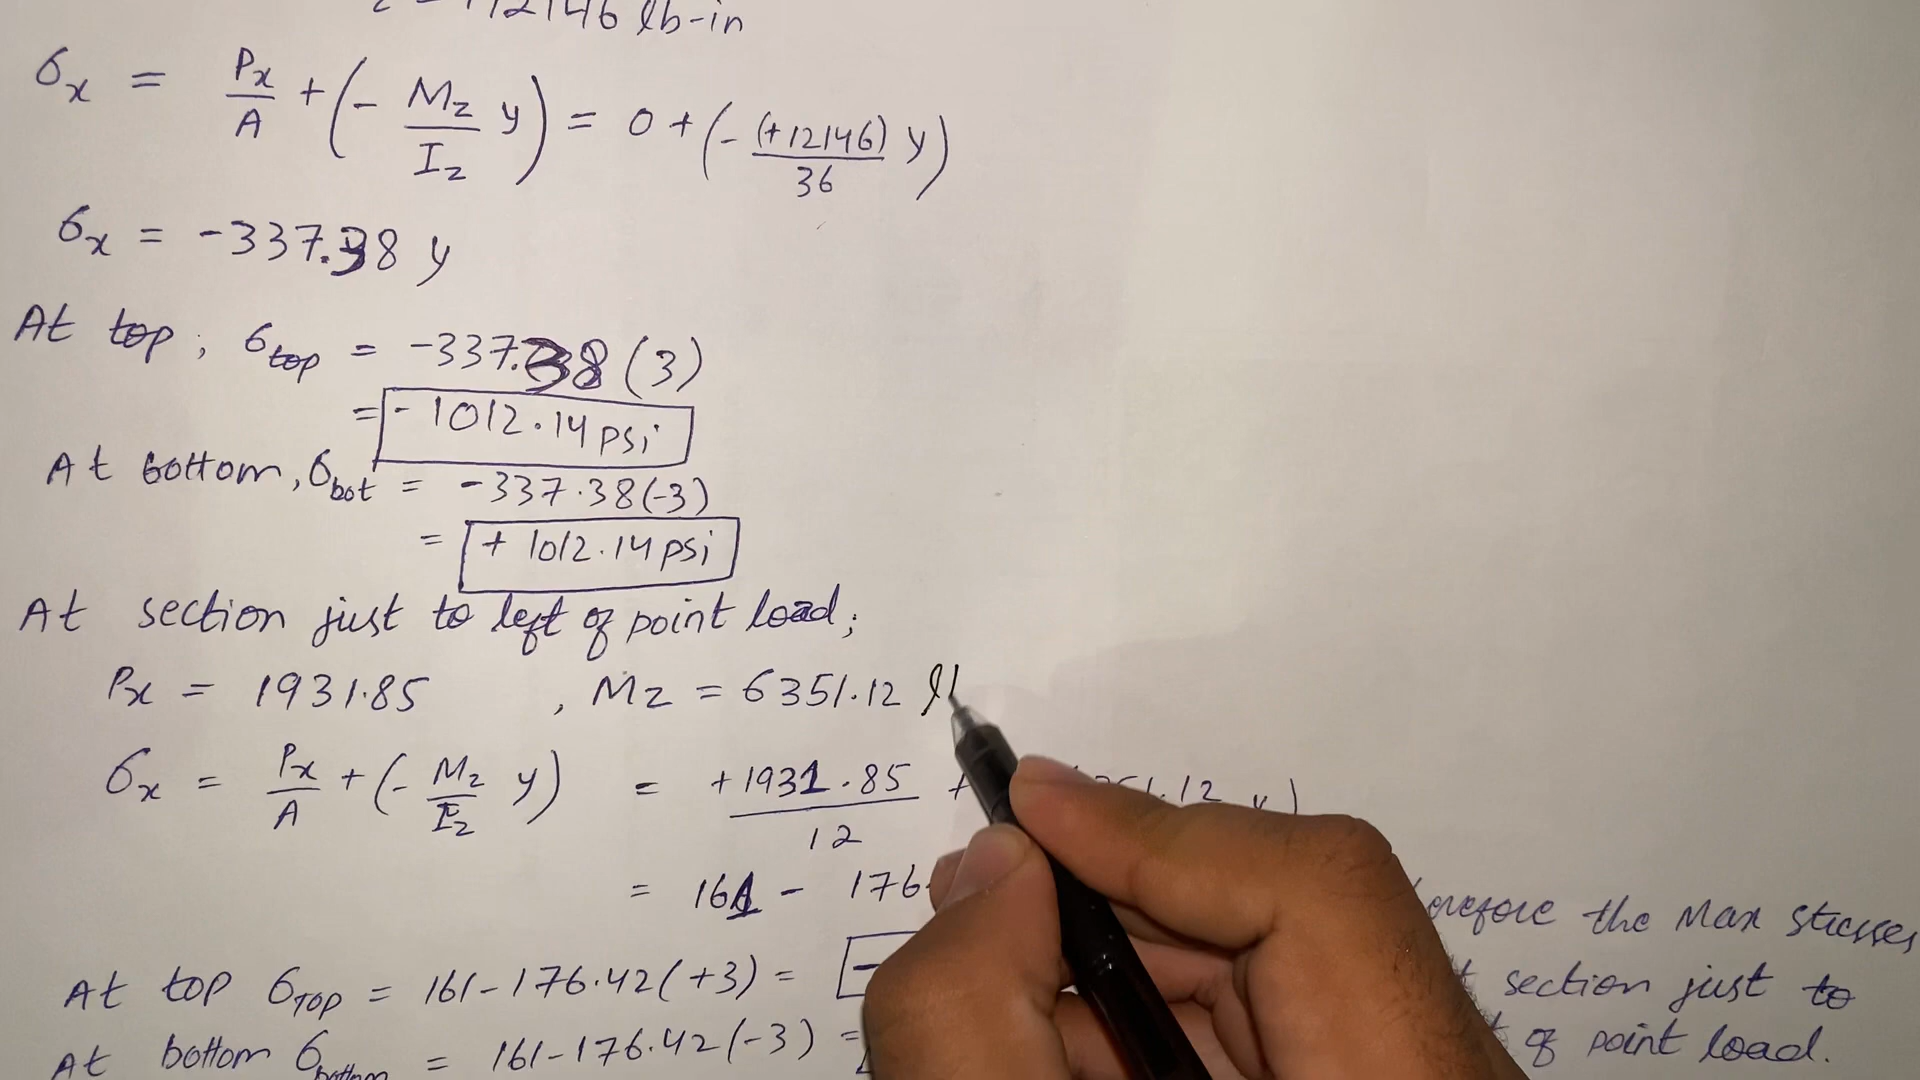 12146 lb-in
σx = Px/A + (- Mz/Iz y) = 0 + (- (+12146)/36 y)
σx = -337.38 y
At top; σtop = -337.38 (3)
= -1012.14 psi
At bottom, σbot = -337.38(-3)
= + 1012.14 psi
At section just to left of point load;
Px = 1931.85 , Mz = 6351.12 l
σx = Px/A + (- Mz/Iz y) = +1931.85/12 + 51.12 y)
= 161 - 176
At top σTOP = 161-176.42(+3) = -
At bottom σbottom = 161-176.42(-3) =
the Max stresses
section just to
of point load.